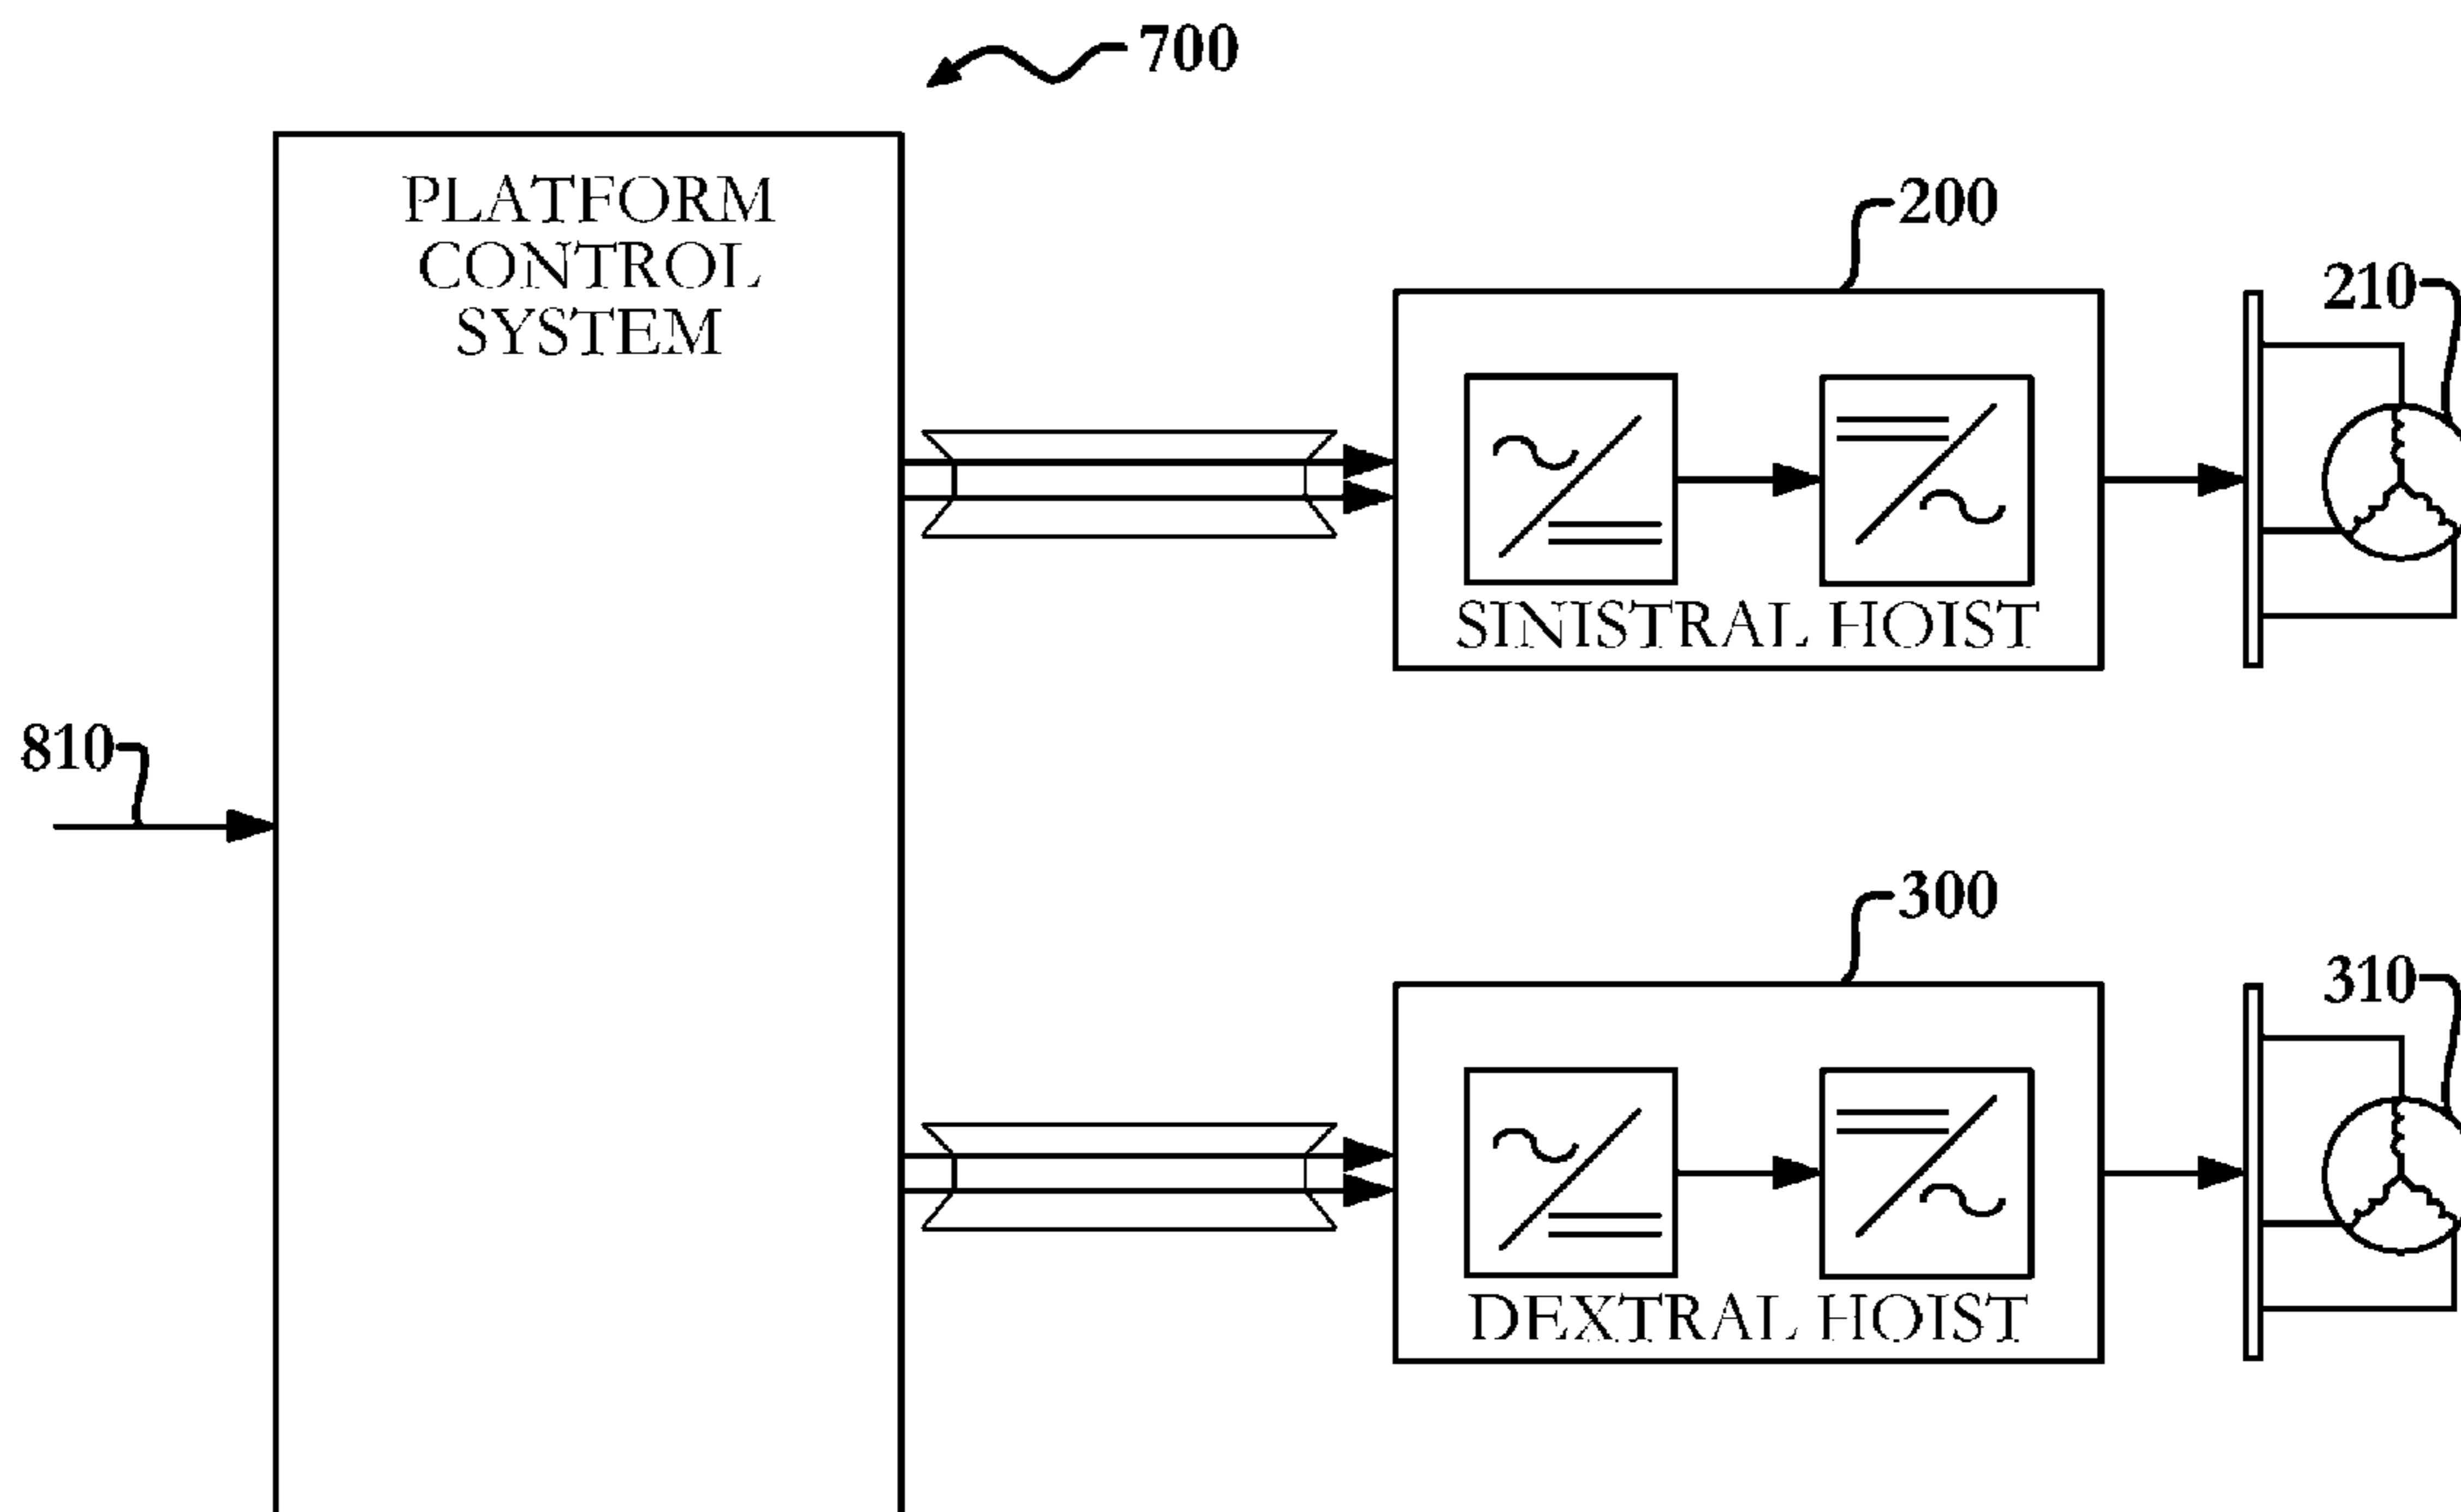 700
PLATFORM
CONTROL
SYSTEM
200
210
SINISTRAL HOIST
810
300
310
DEXTRAL HOIST